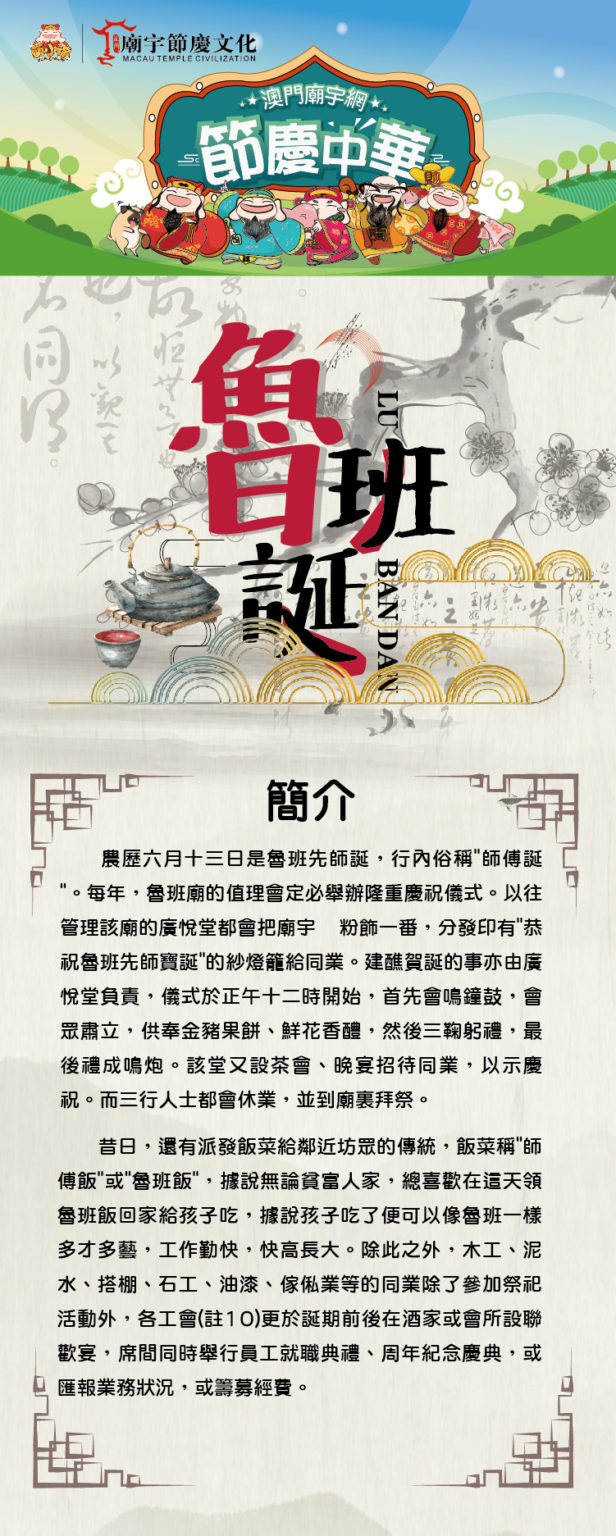 廟宇節慶文化
MACAU TEMPLE CIVILIZATION
澳門廟宇網
節慶中華
魯班誕
LU BAN DAN
簡介
農歷六月十三日是魯班先師誕，行內俗稱"師傅誕
"。每年，魯班廟的值理會定必舉辦隆重慶祝儀式。以往
管理該廟的廣悅堂都會把廟宇　粉飾一番，分發印有"恭
祝魯班先師寶誕"的紗燈籠給同業。建醮賀誕的事亦由廣
悅堂負責，儀式於正午十二時開始，首先會鳴鐘鼓，會
眾肅立，供奉金豬果餅、鮮花香醴，然後三鞠躬禮，最
後禮成鳴炮。該堂又設茶會、晚宴招待同業，以示慶
祝。而三行人士都會休業，並到廟裏拜祭。
昔日，還有派發飯菜給鄰近坊眾的傳統，飯菜稱"師
傅飯"或"魯班飯"，據說無論貧富人家，總喜歡在這天領
魯班飯回家給孩子吃，據說孩子吃了便可以像魯班一樣
多才多藝，工作勤快，快高長大。除此之外，木工、泥
水、搭棚、石工、油漆、傢俬業等的同業除了參加祭祀
活動外，各工會(註10)更於誕期前後在酒家或會所設聯
歡宴，席間同時舉行員工就職典禮、周年紀念慶典，或
匯報業務狀況，或籌募經費。